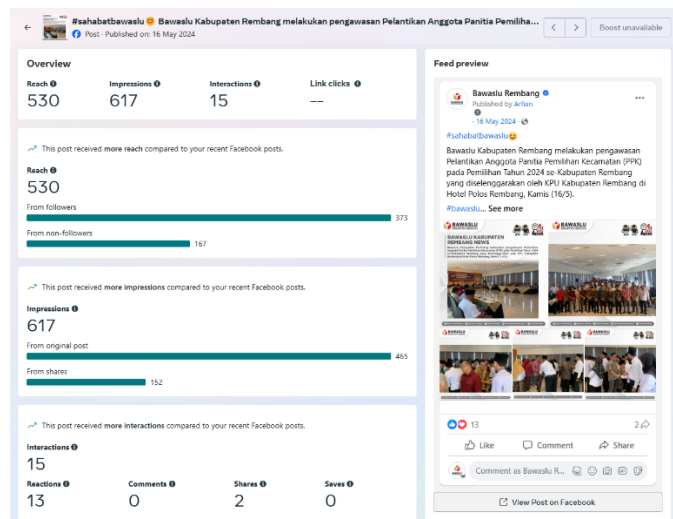 #sahabatbawaslu😊 Bawaslu Kabupaten Rembang melakukan pengawasan Pelantikan Anggota Panitia Pemiliha...
Post · Published on: 16 May 2024
Boost unavailable
Overview
Reach Impressions Interactions Link clicks
530 617 15 --
This post received more reach compared to your recent Facebook posts.
Reach
530
From followers
373
From non-followers
167
This post received more impressions compared to your recent Facebook posts.
Impressions
617
From original post
465
From shares
152
This post received more interactions compared to your recent Facebook posts.
Interactions
15
Reactions Comments Shares Saves
13 0 2 0
Feed preview
Bawaslu Rembang
Published by Arfian
· 16 May 2024 ·
#sahabatbawaslu😊
Bawaslu Kabupaten Rembang melakukan pengawasan
Pelantikan Anggota Panitia Pemilihan Kecamatan (PPK)
pada Pemilihan Tahun 2024 se-Kabupaten Rembang
yang diselenggarakan oleh KPU Kabupaten Rembang di
Hotel Polos Rembang, Kamis (16/5).
#bawaslu... See more
BAWASLU
BAWASLU KABUPATEN
REMBANG NEWS
BAWASLU
BAWASLU
BAWASLU
BAWASLU
13 2
Like Comment Share
Comment as Bawaslu R...
View Post on Facebook